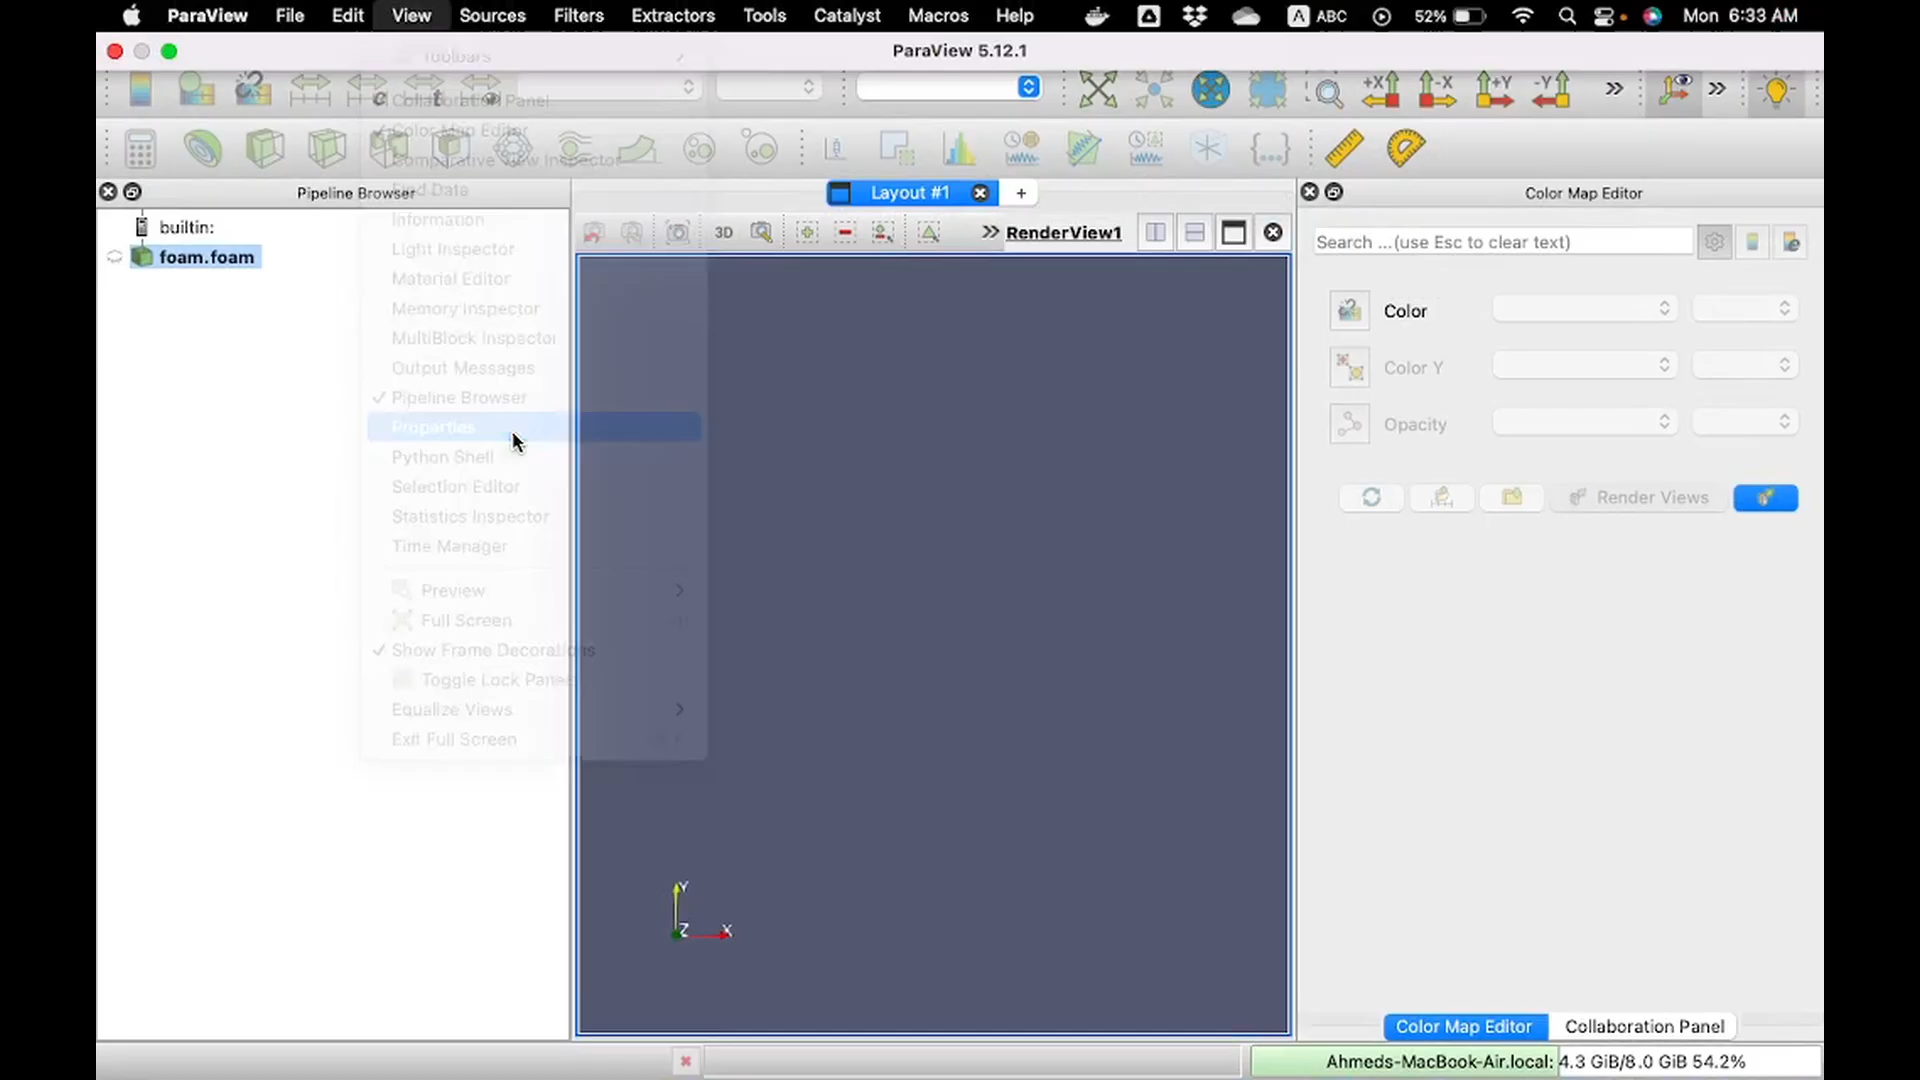 ParaView File Edit View Sources Filters Extractors Tools Catalyst Macros Help A ABC 52% Mon 6:33 AM
ParaView 5.12.1
Toolbars
Collaboration Panel
Color Map Editor
Comparative View Inspector
Find Data
Information
Light Inspector
Material Editor
Memory Inspector
MultiBlock Inspector
Output Messages
✓ Pipeline Browser
Properties
Python Shell
Selection Editor
Statistics Inspector
Time Manager
Preview
Full Screen
✓ Show Frame Decorations
Toggle Lock Panels
Equalize Views
Exit Full Screen
+X -X +Y -Y
Pipeline Browser
builtin:
foam.foam
Layout #1
3D
RenderView1
Y
Z X
Color Map Editor
Search ...(use Esc to clear text)
Color
Color Y
Opacity
Render Views
Color Map Editor Collaboration Panel
Ahmeds-MacBook-Air.local: 4.3 GiB/8.0 GiB 54.2%